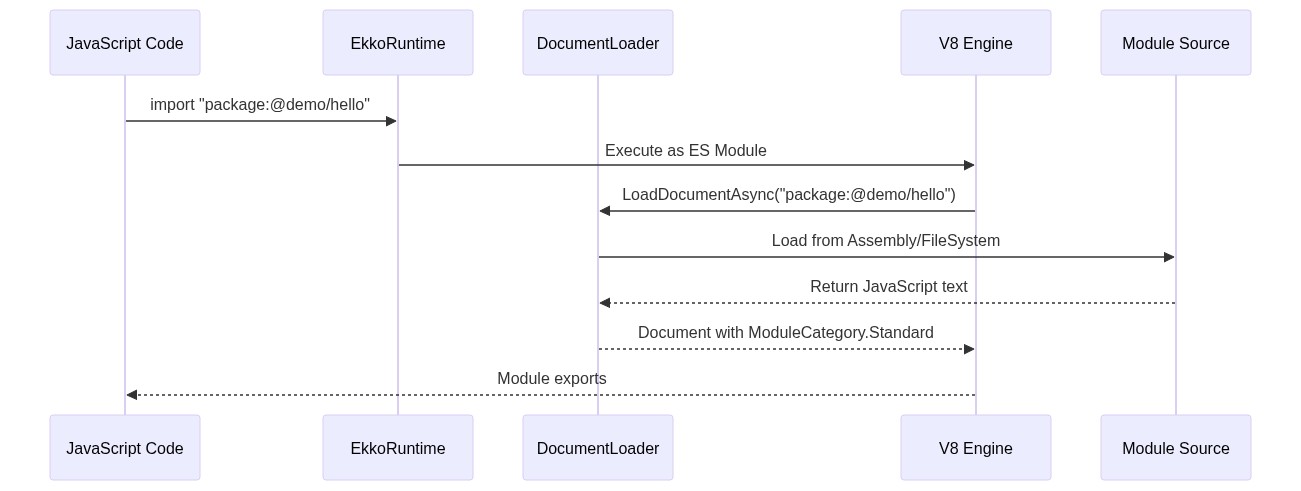 JavaScript Code
EkkoRuntime
DocumentLoader
V8 Engine
Module Source
import "package:@demo/hello"
Execute as ES Module
LoadDocumentAsync("package:@demo/hello")
Load from Assembly/FileSystem
Return JavaScript text
Document with ModuleCategory.Standard
Module exports
JavaScript Code
EkkoRuntime
DocumentLoader
V8 Engine
Module Source